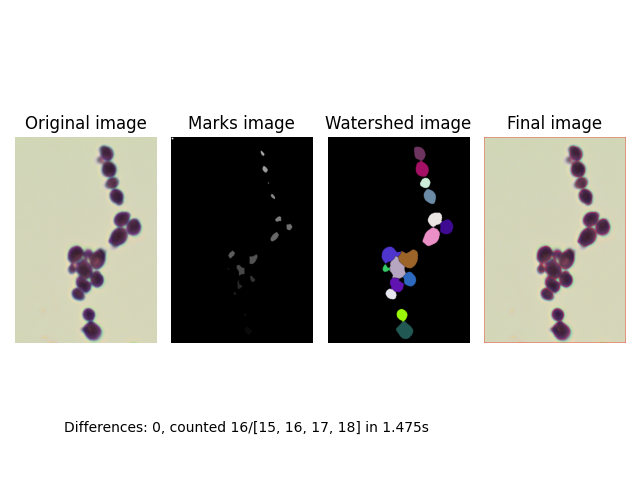 Original image
Marks image
Watershed image
Final image
Differences: 0, counted 16/[15, 16, 17, 18] in 1.475s